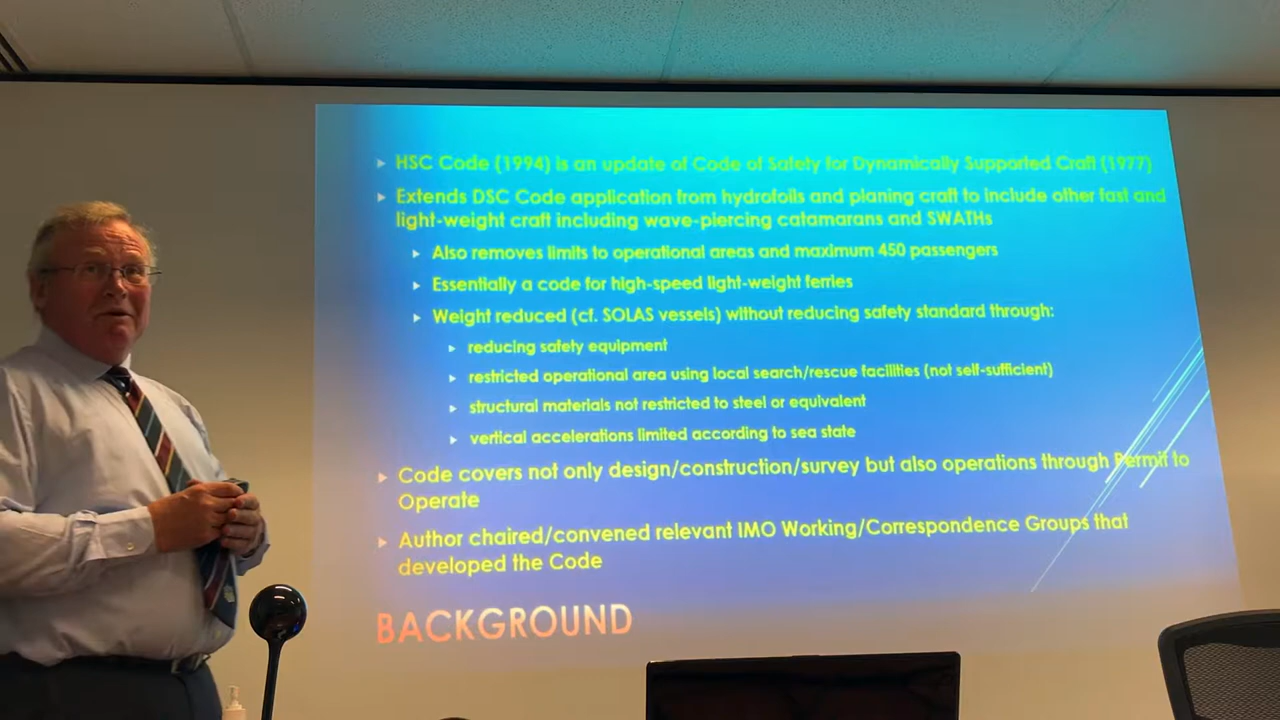 HSC Code (1994) is an update of Code of Safety for Dynamically Supported Craft (1977)
Extends DSC Code application from hydrofoils and planing craft to include other fast and
light-weight craft including wave-piercing catamarans and SWATHs
Also removes limits to operational areas and maximum 450 passengers
Essentially a code for high-speed light-weight ferries
Weight reduced (cf. SOLAS vessels) without reducing safety standard through:
reducing safety equipment
restricted operational area using local search/rescue facilities (not self-sufficient)
structural materials not restricted to steel or equivalent
vertical accelerations limited according to sea state
Code covers not only design/construction/survey but also operations through Permit to
Operate
Author chaired/convened relevant IMO Working/Correspondence Groups that
developed the Code
BACKGROUND